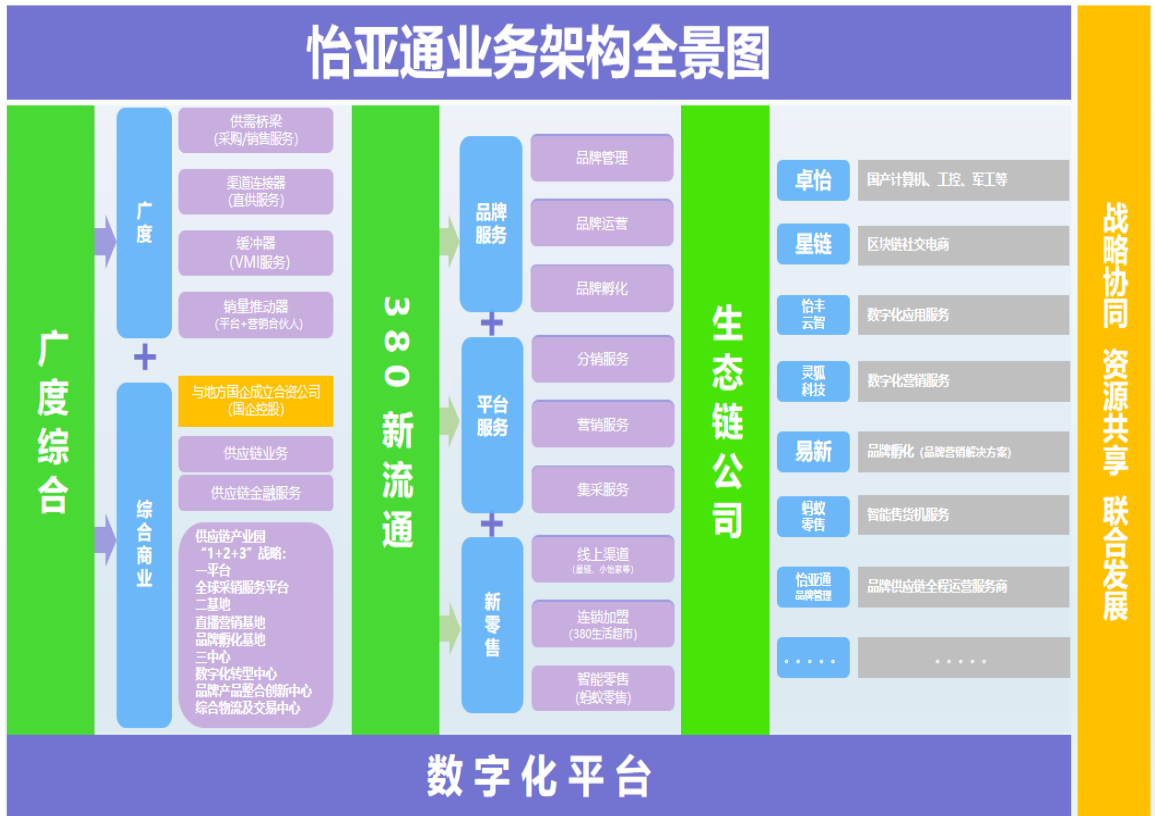 怡亚通业务架构全景图
广度综合
广度
供需桥梁
(采购/销售服务)
渠道连接器
(直供服务)
缓冲器
(VMI服务)
销量推动器
(平台+营销合伙人)
+
综合商业
与地方国企成立合资公司
(国企控股)
供应链业务
供应链金融服务
供应链产业园
“1+2+3”战略：
一平台
全球采销服务平台
二基地
直播营销基地
品牌孵化基地
三中心
数字化转型中心
品牌产品整合创新中心
综合物流及交易中心
380新流通
品牌
服务
品牌管理
品牌运营
品牌孵化
+
平台
服务
分销服务
营销服务
集采服务
+
新零售
线上渠道
(星链、小怡家等)
连锁加盟
(380生活超市)
智能零售
(蚂蚁零售)
生态链公司
卓怡
国产计算机、工控、军工等
星链
区块链社交电商
怡丰
云智
数字化应用服务
灵狐
科技
数字化营销服务
易新
品牌孵化（品牌营销解决方案）
蚂蚁
零售
智能售货机服务
怡亚通
品牌管理
品牌供应链全程运营服务商
。。。。。
。。。。。
战略协同 资源共享 联合发展
数字化平台